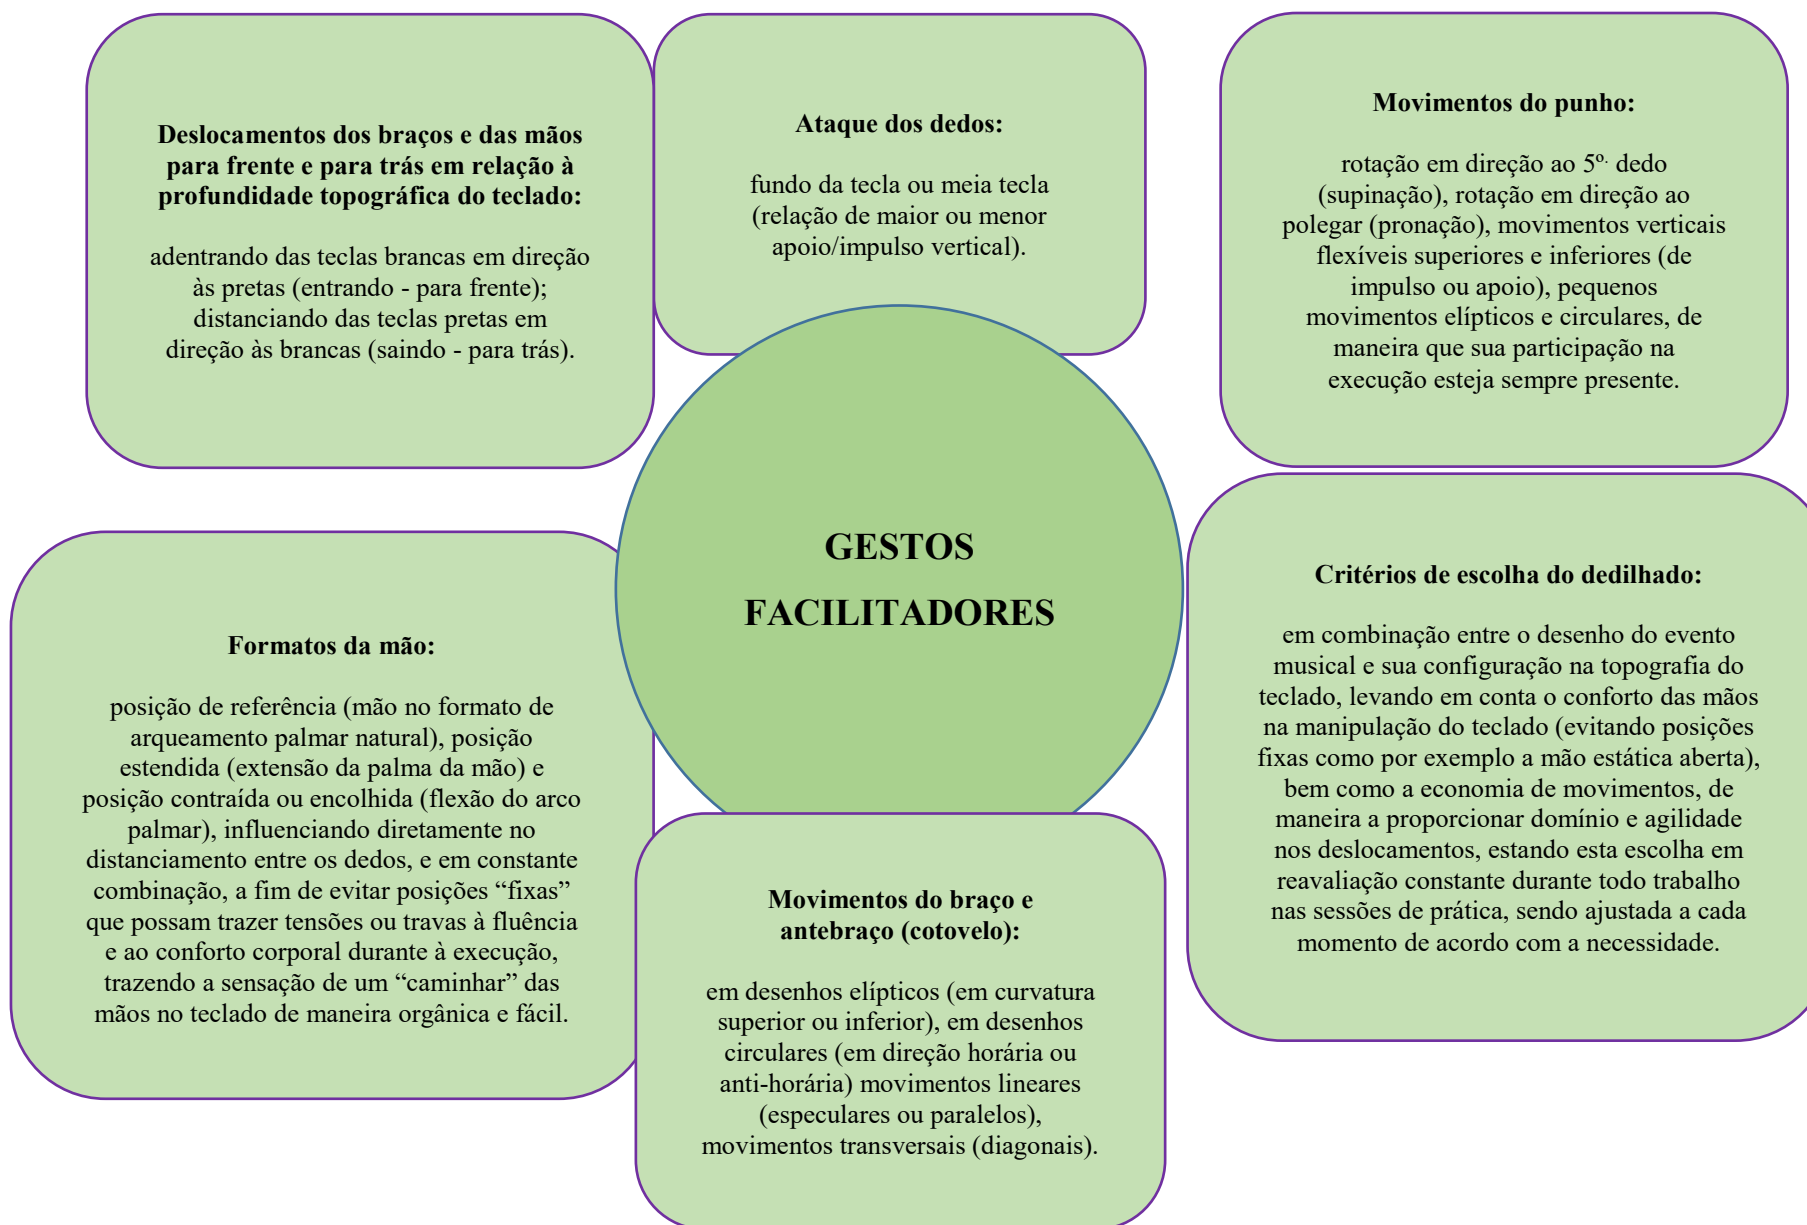 Deslocamentos dos braços e das mãos
para frente e para trás em relação à
profundidade topográfica do teclado:
adentrando das teclas brancas em direção
às pretas (entrando - para frente);
distanciando das teclas pretas em
direção às brancas (saindo - para trás).
Ataque dos dedos:
fundo da tecla ou meia tecla
(relação de maior ou menor
apoio/impulso vertical).
Movimentos do punho:
rotação em direção ao 5º. dedo
(supinação), rotação em direção ao
polegar (pronação), movimentos verticais
flexíveis superiores e inferiores (de
impulso ou apoio), pequenos
movimentos elípticos e circulares, de
maneira que sua participação na
execução esteja sempre presente.
GESTOS
FACILITADORES
Formatos da mão:
posição de referência (mão no formato de
arqueamento palmar natural), posição
estendida (extensão da palma da mão) e
posição contraída ou encolhida (flexão do arco
palmar), influenciando diretamente no
distanciamento entre os dedos, e em constante
combinação, a fim de evitar posições “fixas”
que possam trazer tensões ou travas à fluência
e ao conforto corporal durante à execução,
trazendo a sensação de um “caminhar” das
mãos no teclado de maneira orgânica e fácil.
Movimentos do braço e
antebraço (cotovelo):
em desenhos elípticos (em curvatura
superior ou inferior), em desenhos
circulares (em direção horária ou
anti-horária) movimentos lineares
(especulares ou paralelos),
movimentos transversais (diagonais).
Critérios de escolha do dedilhado:
em combinação entre o desenho do evento
musical e sua configuração na topografia do
teclado, levando em conta o conforto das mãos
na manipulação do teclado (evitando posições
fixas como por exemplo a mão estática aberta),
bem como a economia de movimentos, de
maneira a proporcionar domínio e agilidade
nos deslocamentos, estando esta escolha em
reavaliação constante durante todo trabalho
nas sessões de prática, sendo ajustada a cada
momento de acordo com a necessidade.